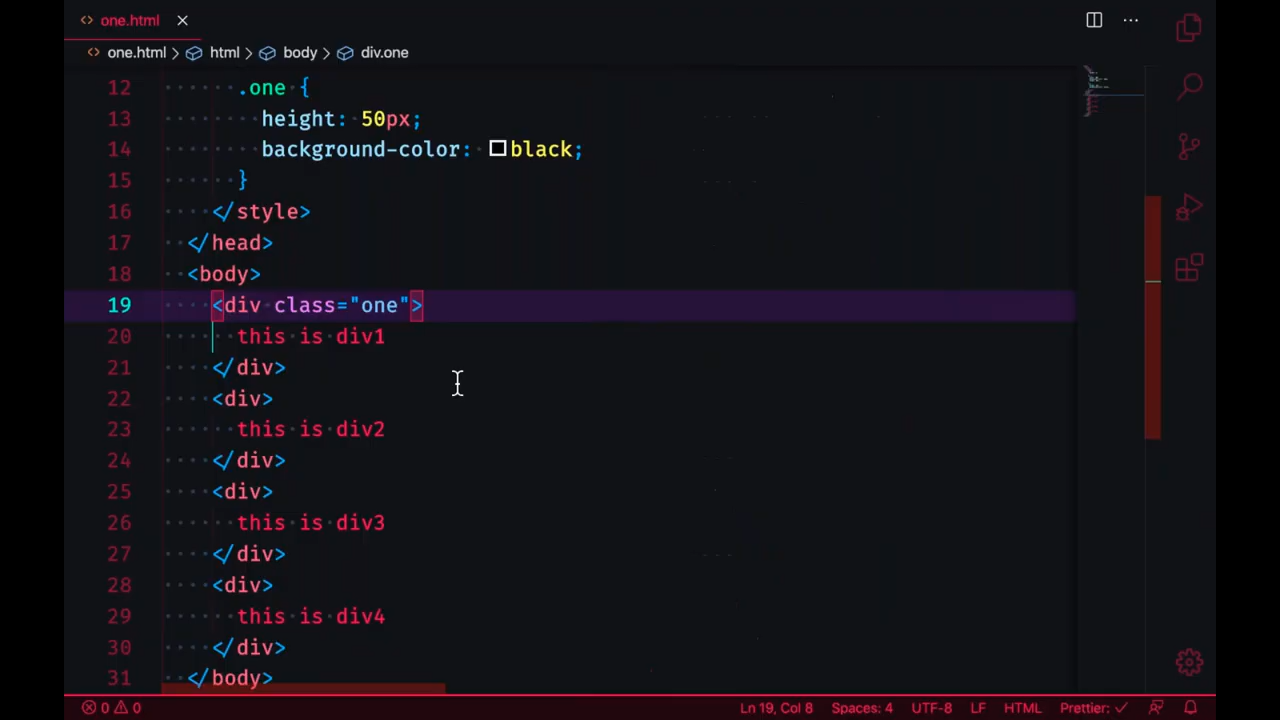 one.html
one.html > html > body > div.one
12 .one {
13 height: 50px;
14 background-color: black;
15 }
16 </style>
17 </head>
18 <body>
19 <div class="one">
20 this is div1
21 </div>
22 <div>
23 this is div2
24 </div>
25 <div>
26 this is div3
27 </div>
28 <div>
29 this is div4
30 </div>
31 </body>
0 0 Ln 19, Col 8 Spaces: 4 UTF-8 LF HTML Prettier: ✓